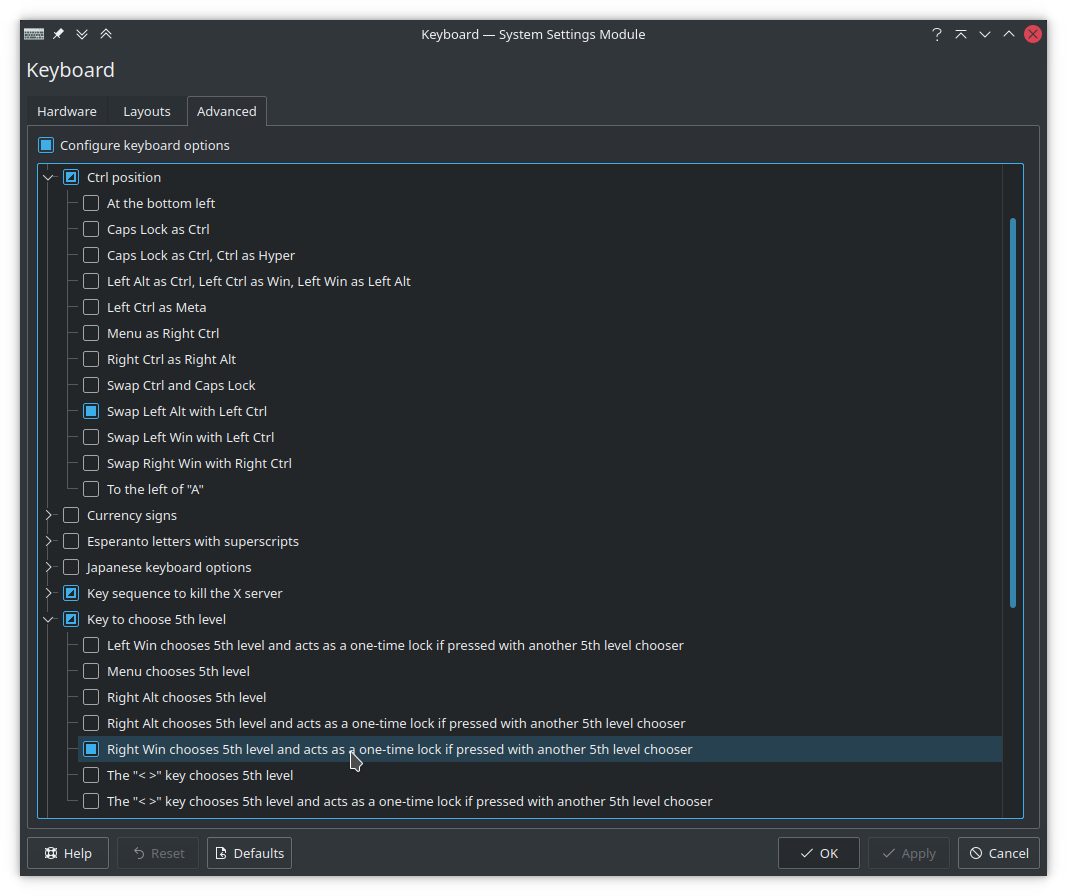 Keyboard — System Settings Module
Keyboard
Hardware Layouts Advanced
Configure keyboard options
Ctrl position
At the bottom left
Caps Lock as Ctrl
Caps Lock as Ctrl, Ctrl as Hyper
Left Alt as Ctrl, Left Ctrl as Win, Left Win as Left Alt
Left Ctrl as Meta
Menu as Right Ctrl
Right Ctrl as Right Alt
Swap Ctrl and Caps Lock
Swap Left Alt with Left Ctrl
Swap Left Win with Left Ctrl
Swap Right Win with Right Ctrl
To the left of "A"
Currency signs
Esperanto letters with superscripts
Japanese keyboard options
Key sequence to kill the X server
Key to choose 5th level
Left Win chooses 5th level and acts as a one-time lock if pressed with another 5th level chooser
Menu chooses 5th level
Right Alt chooses 5th level
Right Alt chooses 5th level and acts as a one-time lock if pressed with another 5th level chooser
Right Win chooses 5th level and acts as a one-time lock if pressed with another 5th level chooser
The "< >" key chooses 5th level
The "< >" key chooses 5th level and acts as a one-time lock if pressed with another 5th level chooser
Help Reset Defaults OK Apply Cancel